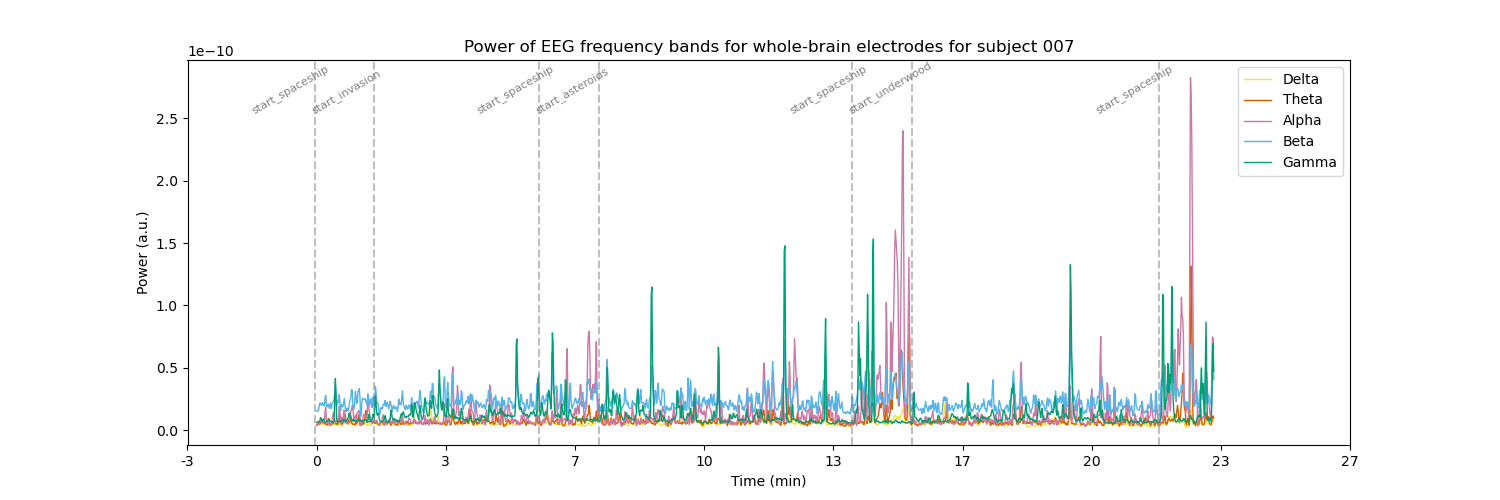 Power of EEG frequency bands for whole-brain electrodes for subject 007
1e−10
start_spaceship
start_invasion
start_spaceship
start_asteroids
start_spaceship
start_underwood
start_spaceship
Delta
Theta
Alpha
Beta
Gamma
2.5
2.0
1.5
1.0
0.5
0.0
Power (a.u.)
-3 0 3 7 10 13 17 20 23 27
Time (min)